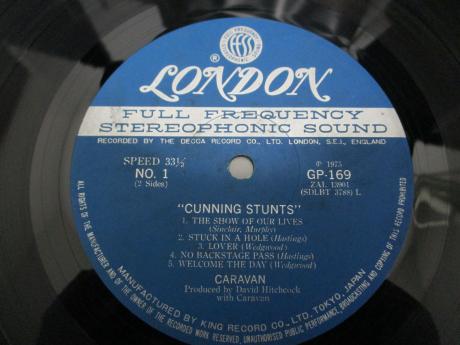 FULL FREQUENCY
STEREOPHONIC SOUND
FFSS
®
LONDON
FULL FREQUENCY
STEREOPHONIC SOUND
RECORDED BY THE DECCA RECORD CO., LTD. LONDON, S.E.I., ENGLAND
SPEED 33⅓
NO. 1
(2 Sides)
℗ 1975
GP-169
ZAL 13901
(SDLBT 3788) L
"CUNNING STUNTS"
1. THE SHOW OF OUR LIVES
(Sinclair, Murphy)
2. STUCK IN A HOLE (Hastings)
3. LOVER (Wedgwood)
4. NO BACKSTAGE PASS (Hastings)
5. WELCOME THE DAY (Wedgwood)
CARAVAN
Produced by David Hitchcock
with Caravan
MANUFACTURED BY KING RECORD CO., LTD. TOKYO, JAPAN
ALL RIGHTS OF THE MANUFACTURER AND OF THE OWNER OF THE RECORDED WORK RESERVED. UNAUTHORISED PUBLIC PERFORMANCE, BROADCASTING AND COPYING OF THIS RECORD PROHIBITED